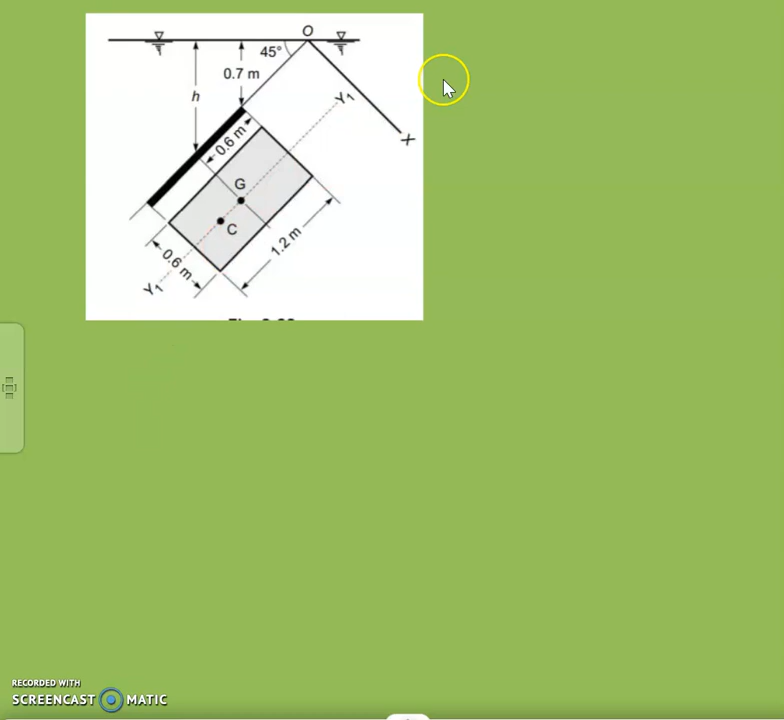 O
45°
0.7 m
h
Y1
0.6 m
X
G
C
1.2 m
0.6 m
Y1
RECORDED WITH
SCREENCAST MATIC